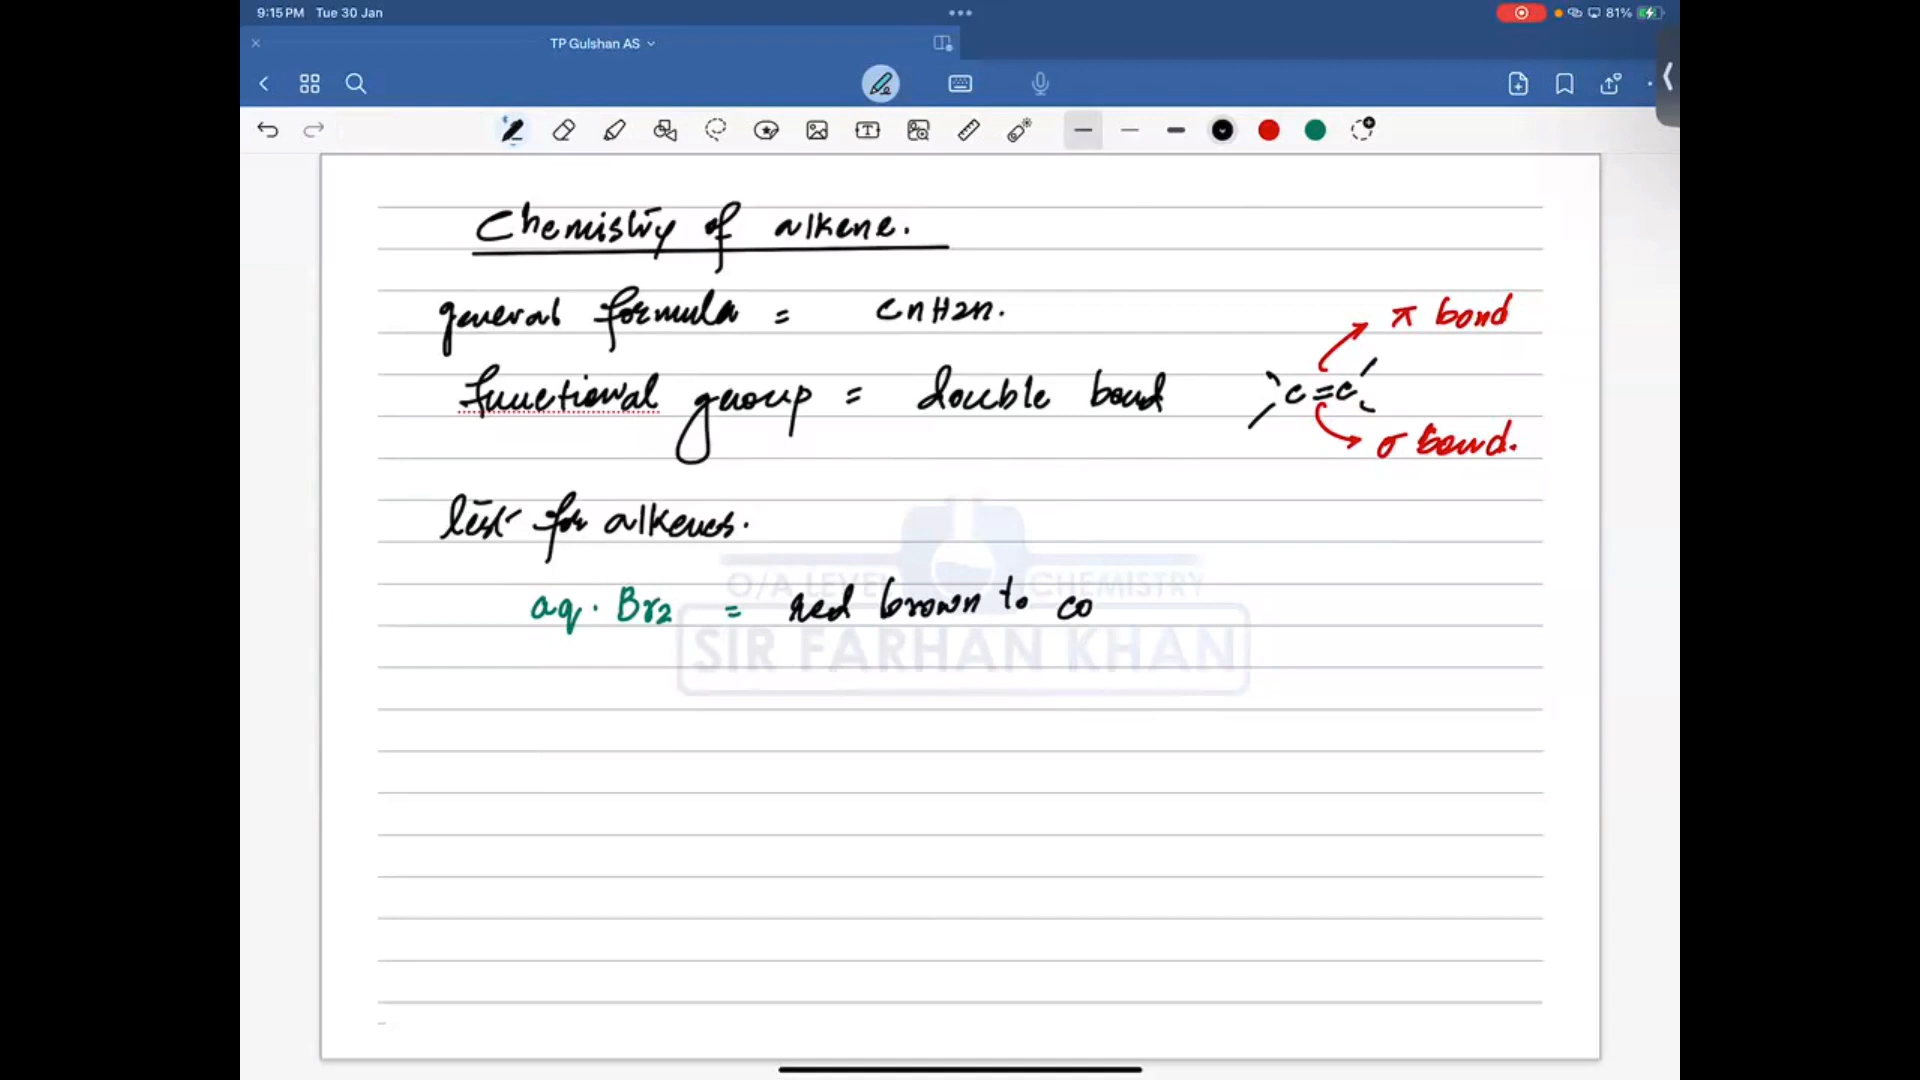 9:15 PM Tue 30 Jan
81%
TP Gulshan AS
Chemistry of alkene.
general formula = CnH2n.
π bond
functional group = double bond
C=C
σ bond.
test for alkenes.
O/A LEVEL CHEMISTRY
aq. Br2 = red brown to co
SIR FARHAN KHAN